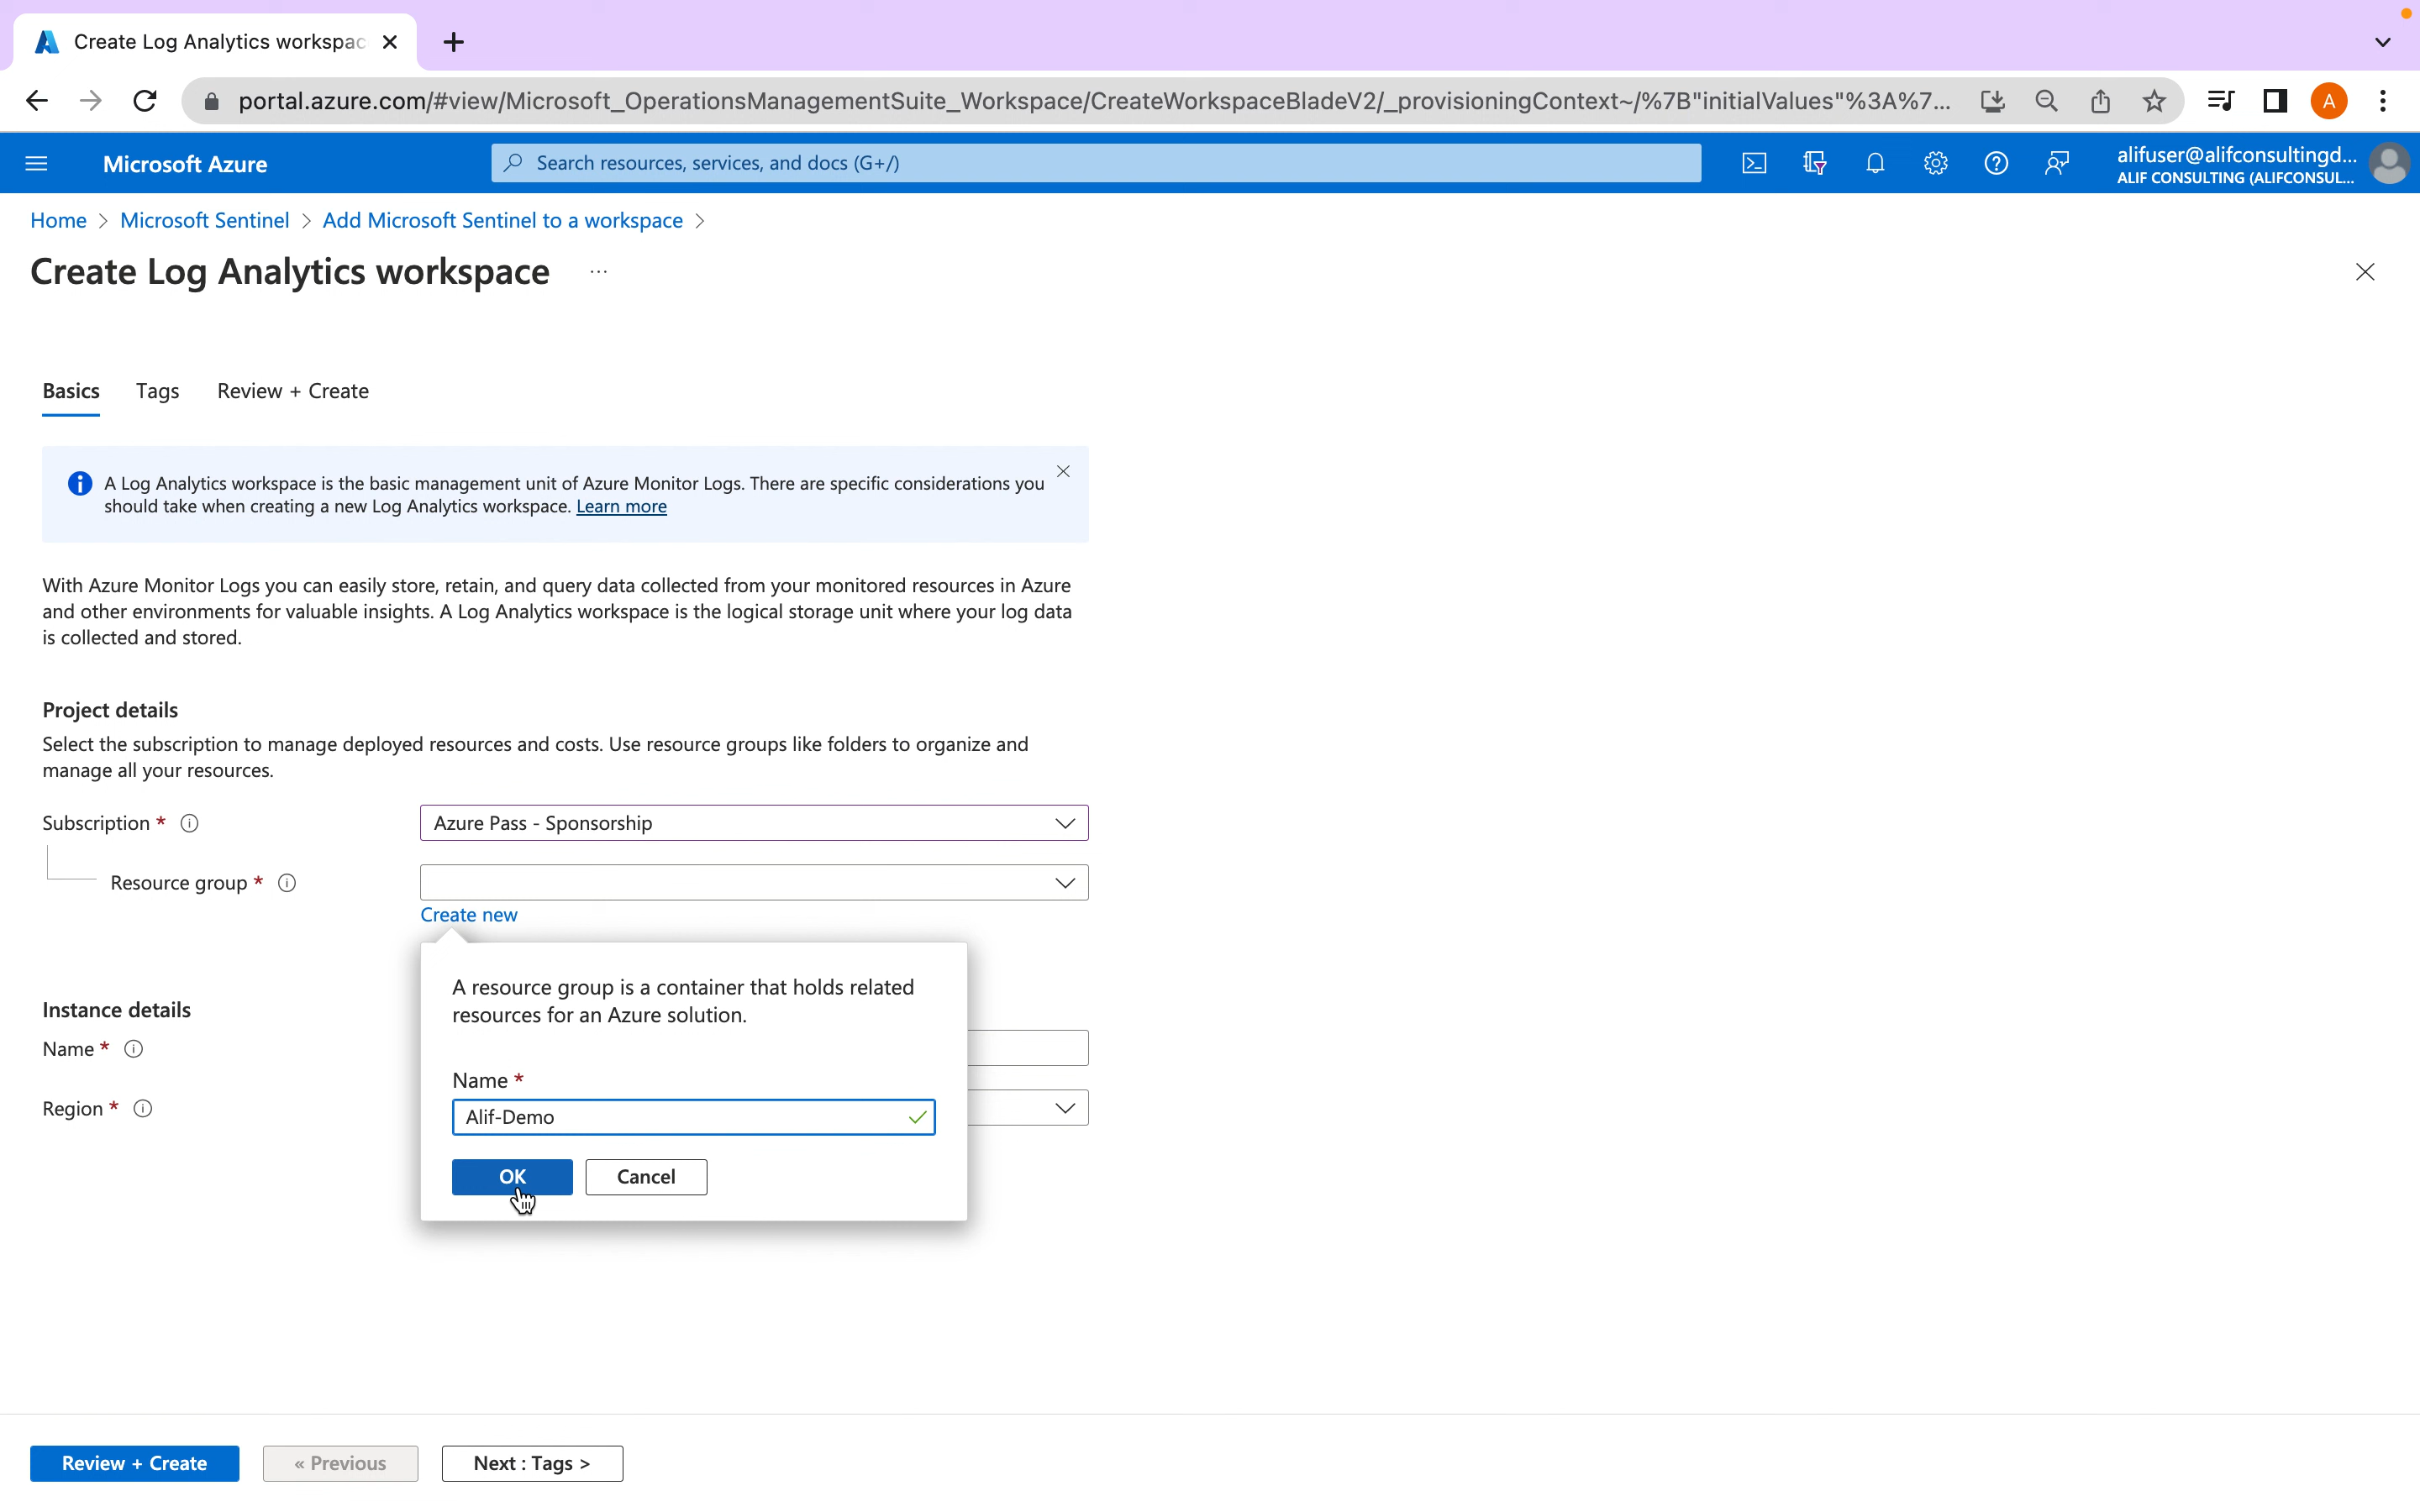 Create Log Analytics workspac
portal.azure.com/#view/Microsoft_OperationsManagementSuite_Workspace/CreateWorkspaceBladeV2/_provisioningContext~/%7B"initialValues"%3A%7...
A
Microsoft Azure
Search resources, services, and docs (G+/)
alifuser@alifconsultingd...
ALIF CONSULTING (ALIFCONSUL...
Home > Microsoft Sentinel > Add Microsoft Sentinel to a workspace >
Create Log Analytics workspace ...
Basics Tags Review + Create
A Log Analytics workspace is the basic management unit of Azure Monitor Logs. There are specific considerations you
should take when creating a new Log Analytics workspace. Learn more
With Azure Monitor Logs you can easily store, retain, and query data collected from your monitored resources in Azure
and other environments for valuable insights. A Log Analytics workspace is the logical storage unit where your log data
is collected and stored.
Project details
Select the subscription to manage deployed resources and costs. Use resource groups like folders to organize and
manage all your resources.
Subscription *
Azure Pass - Sponsorship
Resource group *
Create new
A resource group is a container that holds related
resources for an Azure solution.
Name *
Alif-Demo
OK Cancel
Instance details
Name *
Region *
Review + Create « Previous Next : Tags >